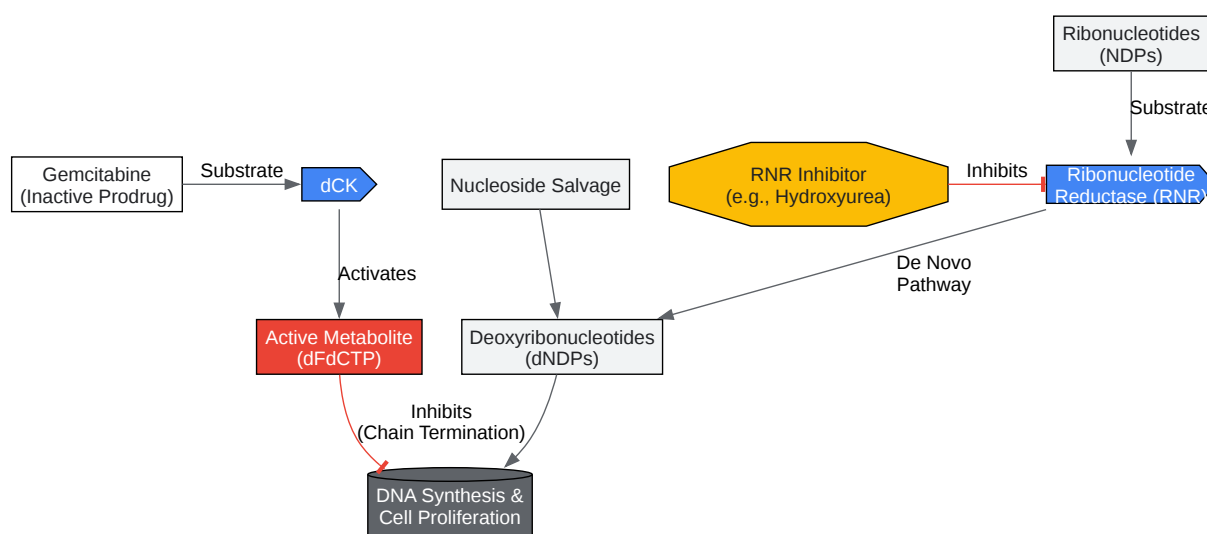 Ribonucleotides
(NDPs)
Substrate
Gemcitabine
(Inactive Prodrug)
Substrate
dCK
Nucleoside Salvage
RNR Inhibitor
(e.g., Hydroxyurea)
Inhibits
Ribonucleotide
Reductase (RNR)
Activates
De Novo
Pathway
Active Metabolite
(dFdCTP)
Deoxyribonucleotides
(dNDPs)
Inhibits
(Chain Termination)
DNA Synthesis &
Cell Proliferation